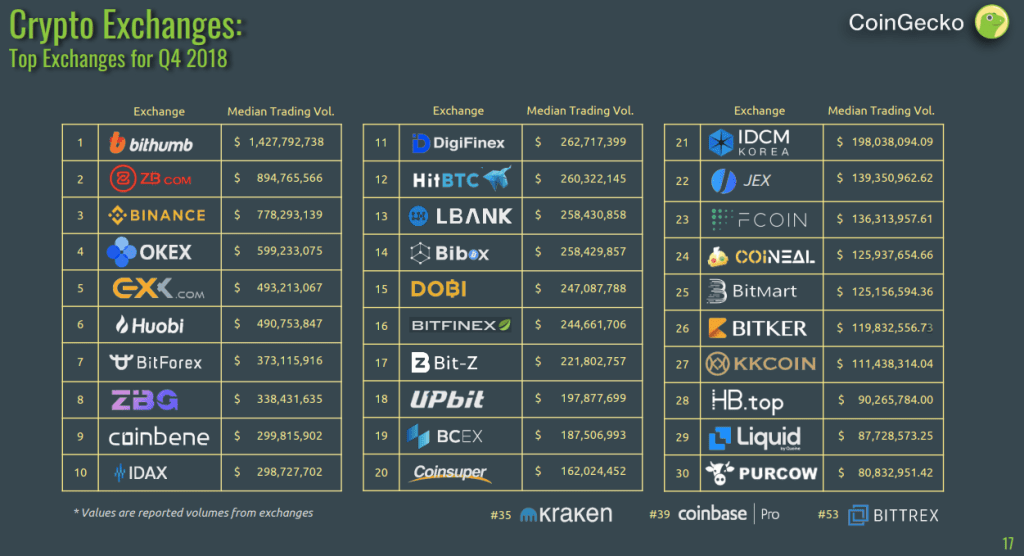 Crypto Exchanges:
Top Exchanges for Q4 2018
CoinGecko
Exchange Median Trading Vol.
1 bithumb $ 1,427,792,738
2 ZB.COM $ 894,765,566
3 BINANCE $ 778,293,139
4 OKEX $ 599,233,075
5 EXX.COM $ 493,213,067
6 Huobi $ 490,753,847
7 BitForex $ 373,115,916
8 ZBG $ 338,431,635
9 coinbene $ 299,815,902
10 IDAX $ 298,727,702
Exchange Median Trading Vol.
11 DigiFinex $ 262,717,399
12 HitBTC $ 260,322,145
13 LBANK $ 258,430,858
14 Bibox $ 258,429,857
15 DOBI $ 247,087,788
16 BITFINEX $ 244,661,706
17 Bit-Z $ 221,802,757
18 UPbit $ 197,877,699
19 BCEX $ 187,506,993
20 Coinsuper $ 162,024,452
Exchange Median Trading Vol.
21 IDCM KOREA $ 198,038,094.09
22 JEX $ 139,350,962.62
23 FCOIN $ 136,313,957.61
24 COiNEAL $ 125,937,654.66
25 BitMart $ 125,156,594.36
26 BITKER $ 119,832,556.73
27 KKCOIN $ 111,438,314.04
28 HB.top $ 90,265,784.00
29 Liquid by Quoine $ 87,728,573.25
30 PURCOW $ 80,832,951.42
* Values are reported volumes from exchanges
#35 mKraken
#39 coinbase | Pro
#53 BITTREX
17